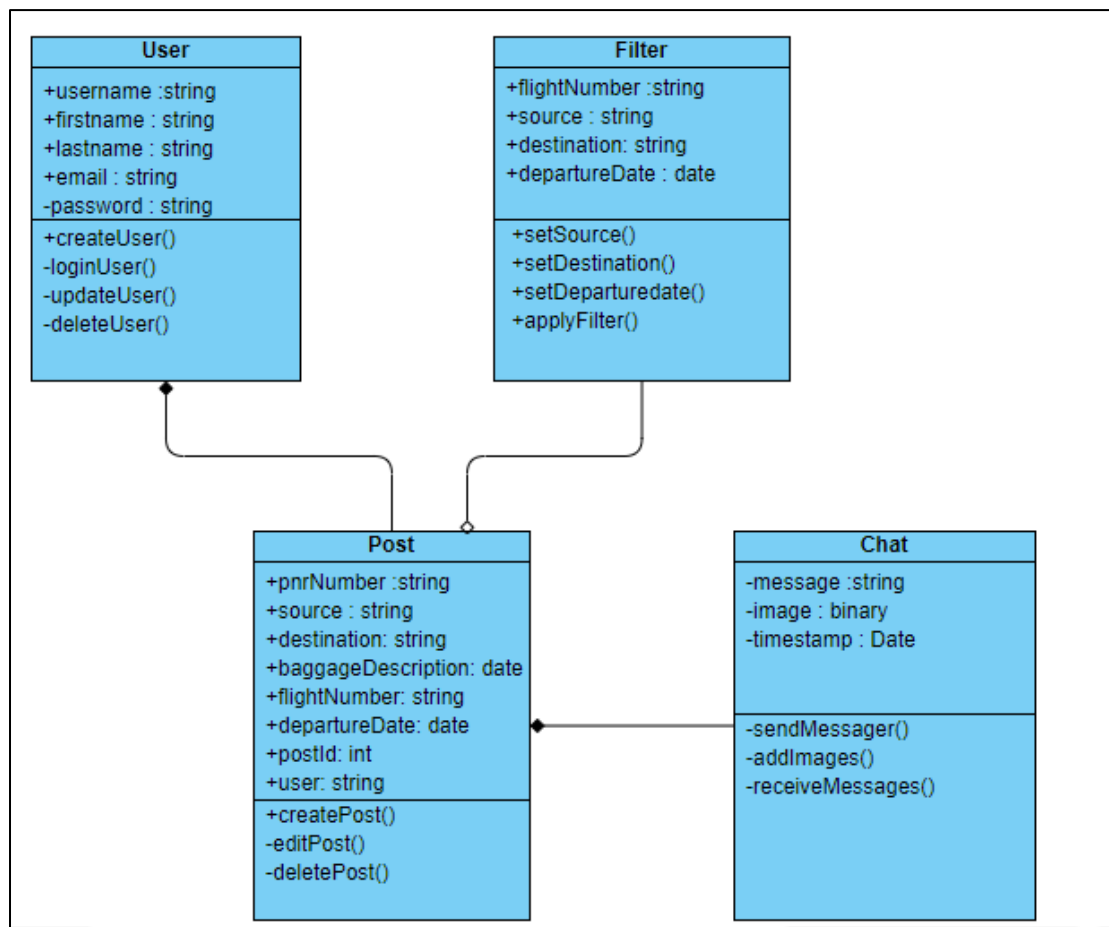 User
+username :string
+firstname : string
+lastname : string
+email : string
-password : string
+createUser()
-loginUser()
-updateUser()
-deleteUser()
Filter
+flightNumber :string
+source : string
+destination: string
+departureDate : date
+setSource()
+setDestination()
+setDeparturedate()
+applyFilter()
Post
+pnrNumber :string
+source : string
+destination: string
+baggageDescription: date
+flightNumber: string
+departureDate: date
+postId: int
+user: string
+createPost()
-editPost()
-deletePost()
Chat
-message :string
-image : binary
-timestamp : Date
-sendMessager()
-addImages()
-receiveMessages()